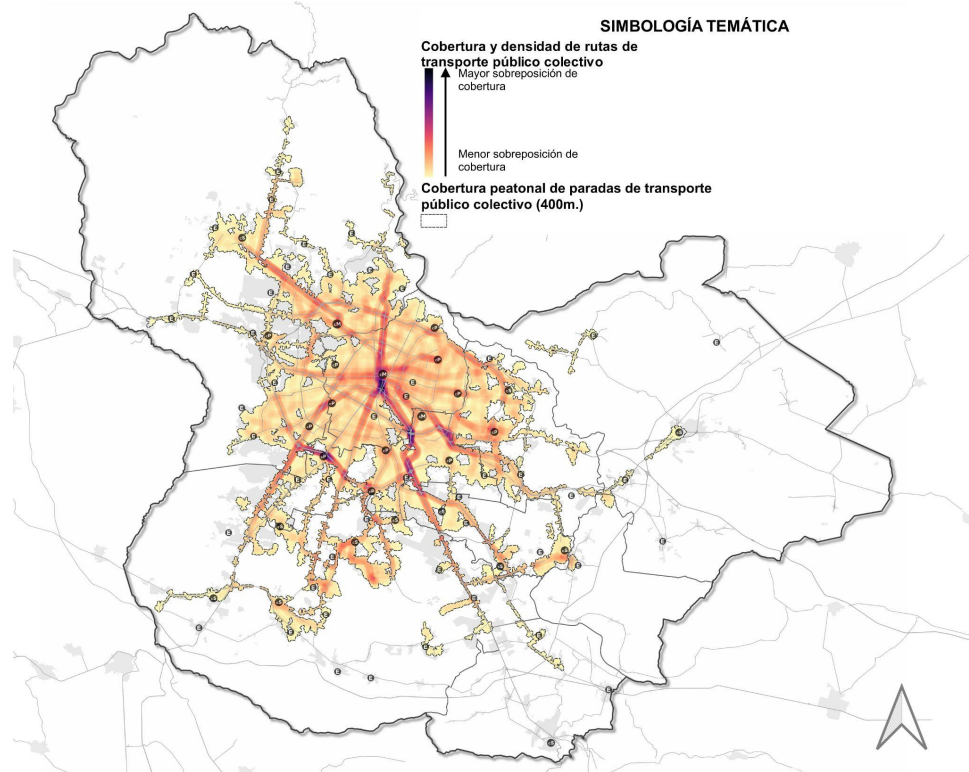 SIMBOLOGÍA TEMÁTICA
Cobertura y densidad de rutas de
transporte público colectivo
Mayor sobreposición de
cobertura
Menor sobreposición de
cobertura
Cobertura peatonal de paradas de transporte
público colectivo (400m.)